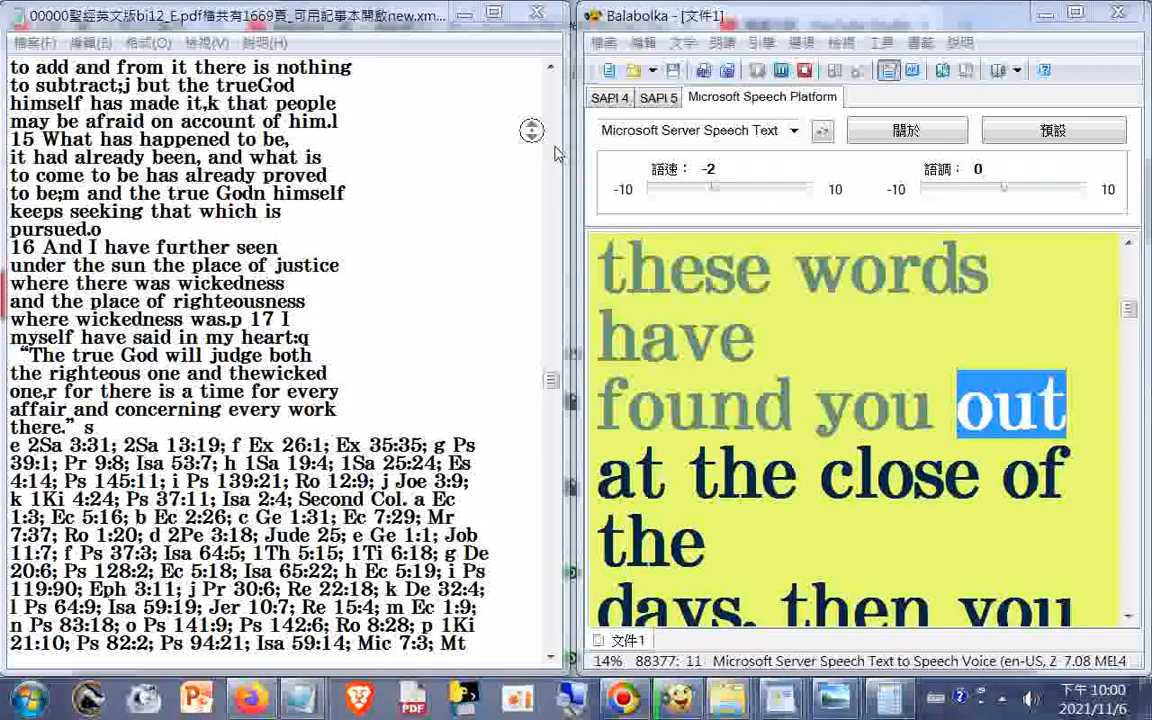 00000聖經英文版bi12_E.pdf檔共有1669頁_可用記事本開啟new.xm...
檔案(F) 編輯(E) 格式(O) 檢視(V) 說明(H)
to add and from it there is nothing
to subtract;j but the trueGod
himself has made it,k that people
may be afraid on account of him.l
15 What has happened to be,
it had already been, and what is
to come to be has already proved
to be;m and the true Godn himself
keeps seeking that which is
pursued.o
16 And I have further seen
under the sun the place of justice
where there was wickedness
and the place of righteousness
where wickedness was.p 17 I
myself have said in my heart:q
“The true God will judge both
the righteous one and thewicked
one,r for there is a time for every
affair and concerning every work
there.” s
e 2Sa 3:31; 2Sa 13:19; f Ex 26:1; Ex 35:35; g Ps
39:1; Pr 9:8; Isa 53:7; h 1Sa 19:4; 1Sa 25:24; Es
4:14; Ps 145:11; i Ps 139:21; Ro 12:9; j Joe 3:9;
k 1Ki 4:24; Ps 37:11; Isa 2:4; Second Col. a Ec
1:3; Ec 5:16; b Ec 2:26; c Ge 1:31; Ec 7:29; Mr
7:37; Ro 1:20; d 2Pe 3:18; Jude 25; e Ge 1:1; Job
11:7; f Ps 37:3; Isa 64:5; 1Th 5:15; 1Ti 6:18; g De
20:6; Ps 128:2; Ec 5:18; Isa 65:22; h Ec 5:19; i Ps
119:90; Eph 3:11; j Pr 30:6; Re 22:18; k De 32:4;
l Ps 64:9; Isa 59:19; Jer 10:7; Re 15:4; m Ec 1:9;
n Ps 83:18; o Ps 141:9; Ps 142:6; Ro 8:28; p 1Ki
21:10; Ps 82:2; Ps 94:21; Isa 59:14; Mic 7:3; Mt
Balabolka - [文件1]
檔案 編輯 文字 朗讀 引擎 選項 檢視 工具 書籤 說明
SAPI 4 SAPI 5 Microsoft Speech Platform
Microsoft Server Speech Text 關於 預設
語速： -2 語調： 0
-10 10 -10 10
these words
have
found you out
at the close of
the
days, then you
文件1
14% 88377: 11 Microsoft Server Speech Text to Speech Voice (en-US, Z 7.08 MEL4
PDF
下午 10:00
2021/11/6